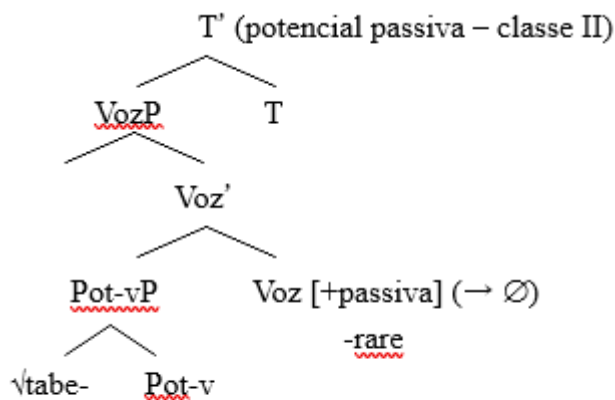 T’ (potencial passiva – classe II)
VozP T
Voz’
Pot-vP Voz [+passiva] (→ ∅)
-rare
√tabe- Pot-v